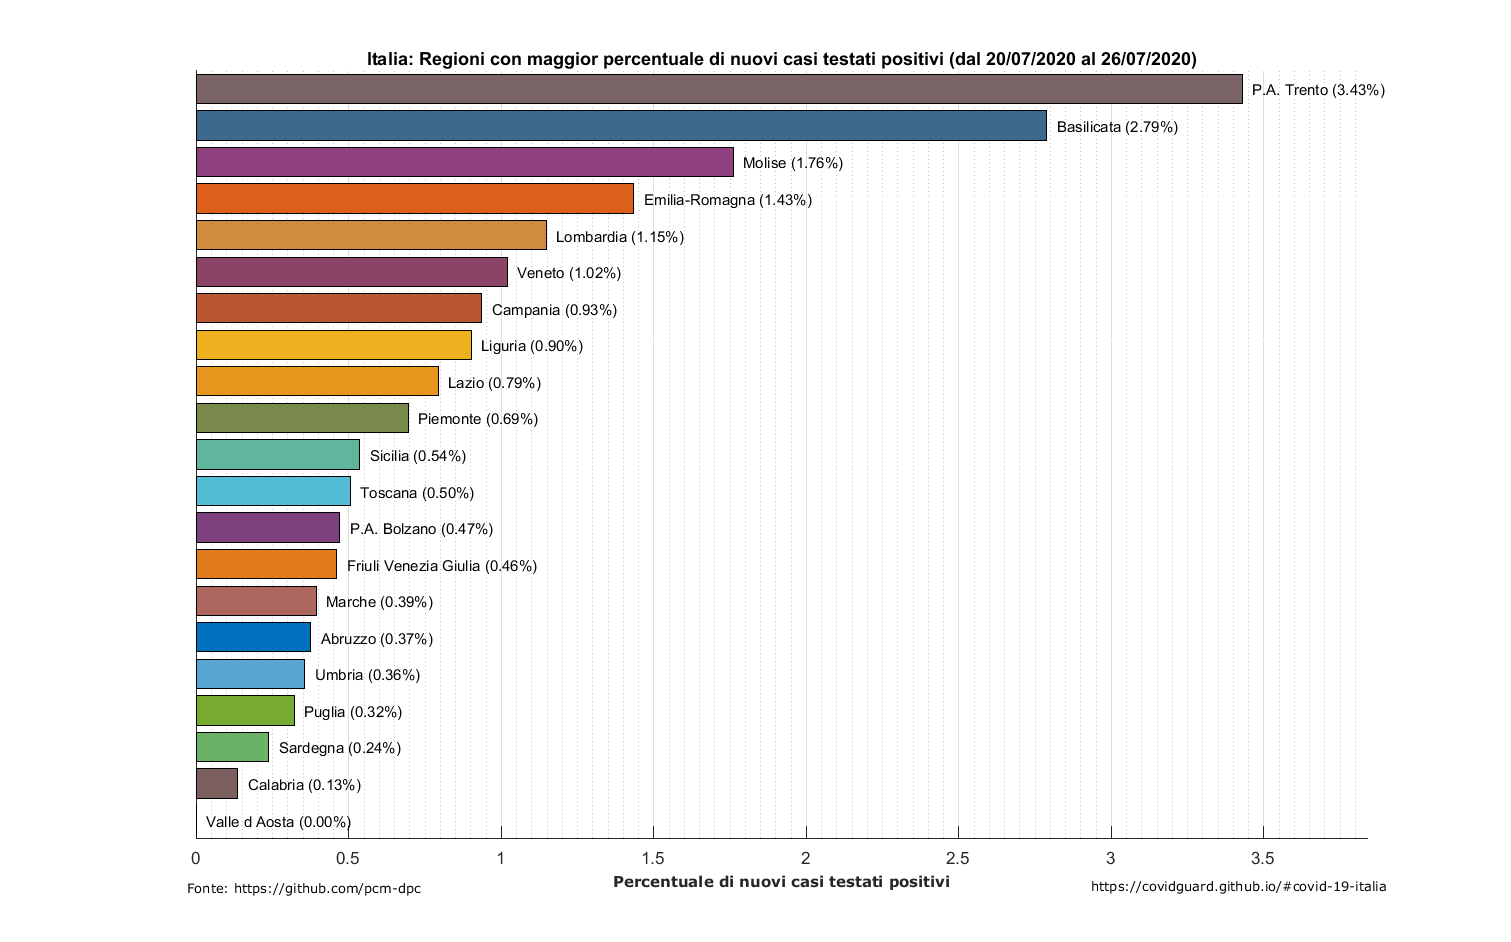 Italia: Regioni con maggior percentuale di nuovi casi testati positivi (dal 20/07/2020 al 26/07/2020)
P.A. Trento (3.43%)
Basilicata (2.79%)
Molise (1.76%)
Emilia-Romagna (1.43%)
Lombardia (1.15%)
Veneto (1.02%)
Campania (0.93%)
Liguria (0.90%)
Lazio (0.79%)
Piemonte (0.69%)
Sicilia (0.54%)
Toscana (0.50%)
P.A. Bolzano (0.47%)
Friuli Venezia Giulia (0.46%)
Marche (0.39%)
Abruzzo (0.37%)
Umbria (0.36%)
Puglia (0.32%)
Sardegna (0.24%)
Calabria (0.13%)
Valle d Aosta (0.00%)
0 0.5 1 1.5 2 2.5 3 3.5
Percentuale di nuovi casi testati positivi
Fonte: https://github.com/pcm-dpc
https://covidguard.github.io/#covid-19-italia